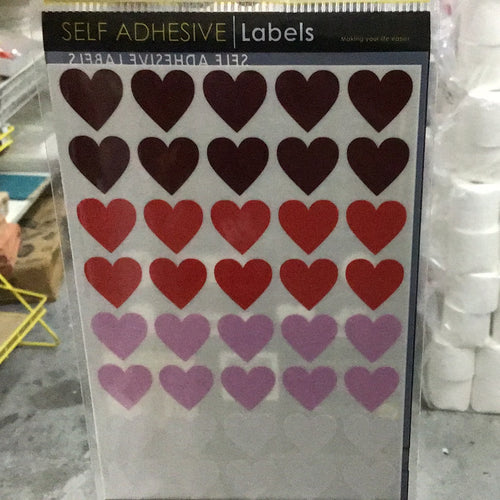 SELF ADHESIVE Labels
Making your life easier
SELF ADHESIVE LABELS